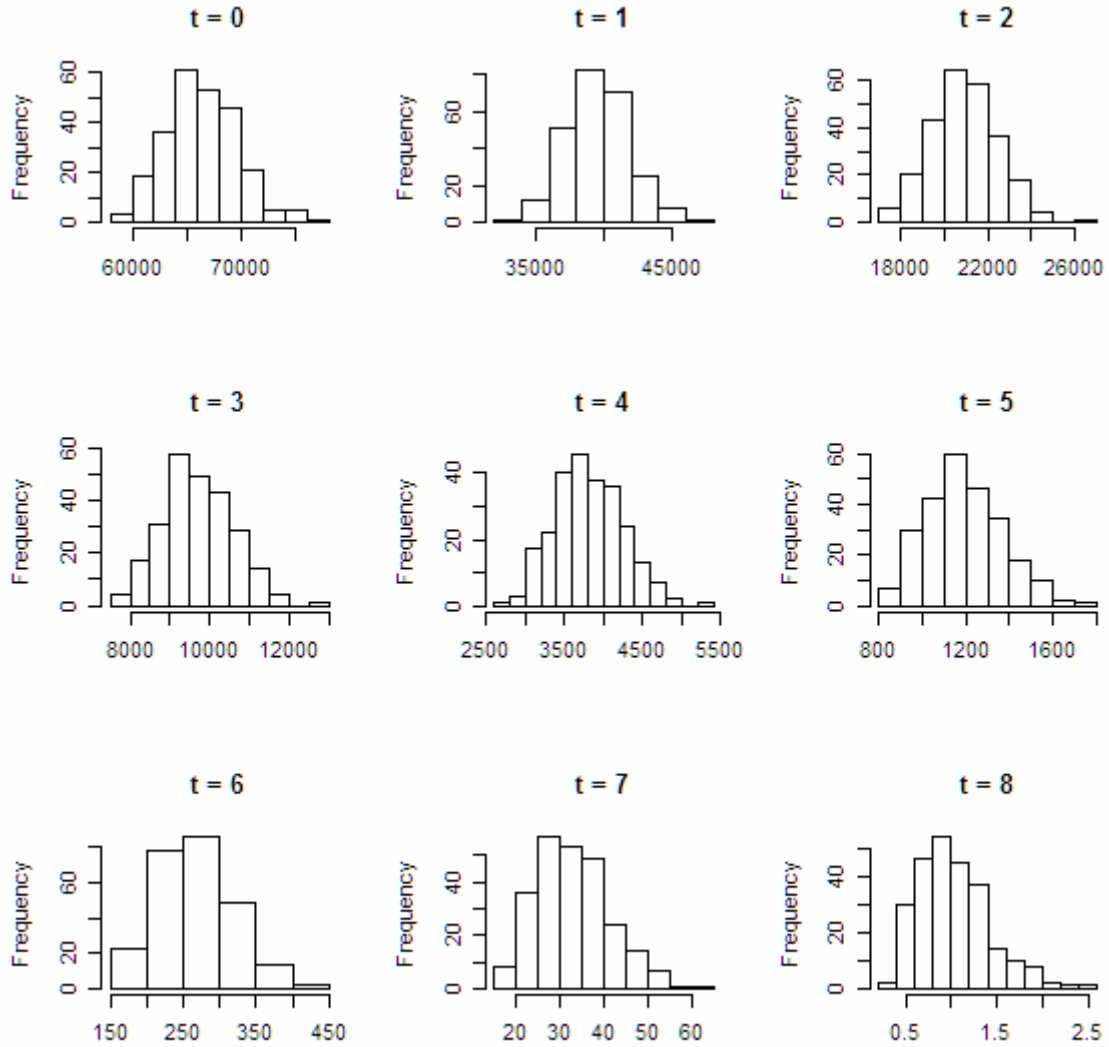 t = 0
t = 1
t = 2
Frequency
0 20 40 60
60000 70000
Frequency
0 20 60
35000 45000
Frequency
0 20 40 60
18000 22000 26000
t = 3
t = 4
t = 5
Frequency
0 20 40 60
8000 10000 12000
Frequency
0 20 40
2500 3500 4500 5500
Frequency
0 20 40 60
800 1200 1600
t = 6
t = 7
t = 8
Frequency
0 20 60
150 250 350 450
Frequency
0 20 40
20 30 40 50 60
Frequency
0 20 40
0.5 1.5 2.5